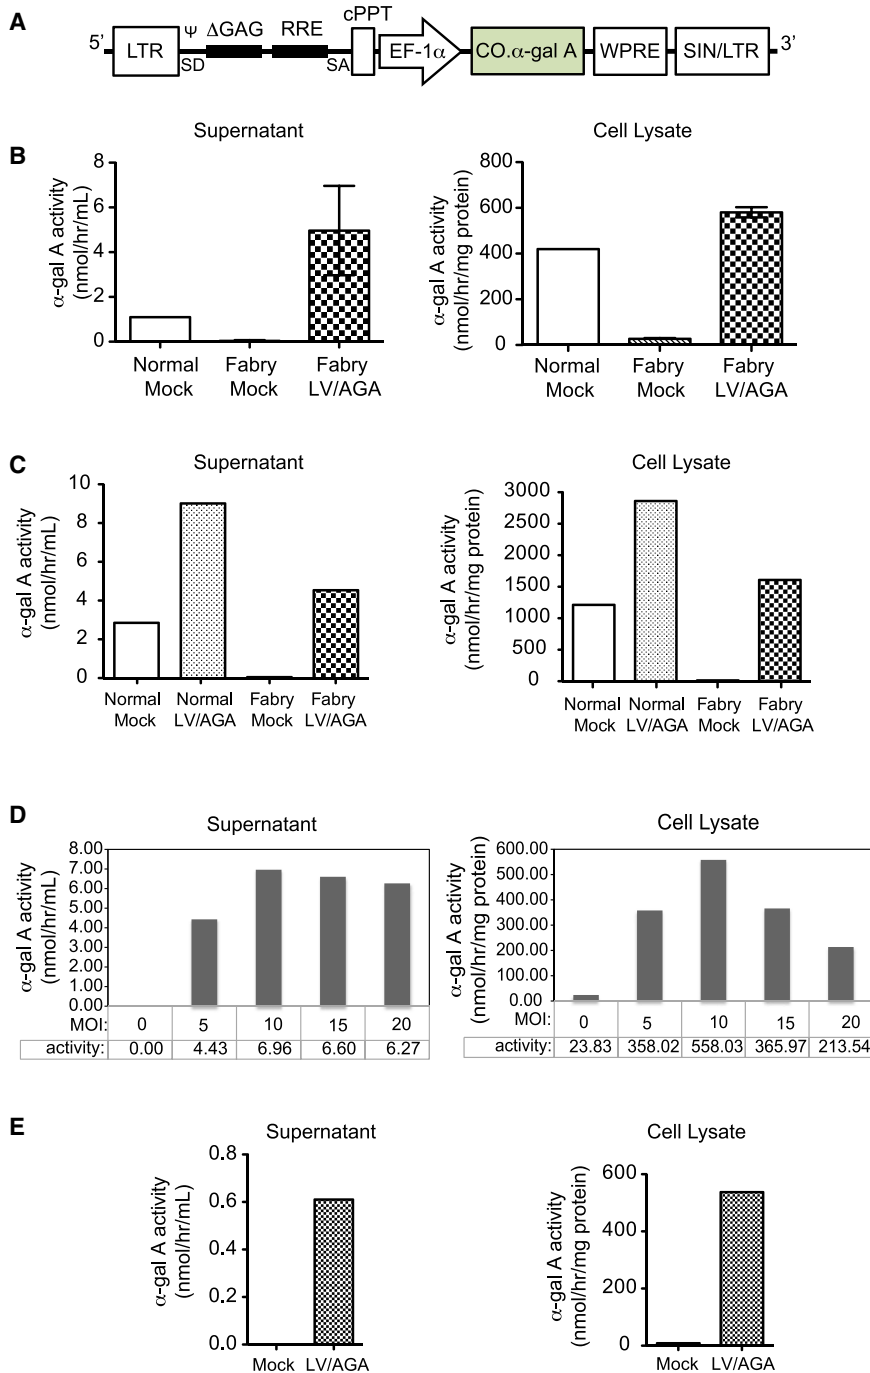 A
5' LTR Ψ SD ΔGAG RRE SA cPPT EF-1α CO.α-gal A WPRE SIN/LTR 3'
B
Supernatant
α-gal A activity
(nmol/hr/mL)
8
6
4
2
0
Normal Mock
Fabry Mock
Fabry LV/AGA
Cell Lysate
α-gal A activity
(nmol/hr/mg protein)
800
600
400
200
0
Normal Mock
Fabry Mock
Fabry LV/AGA
C
Supernatant
α-gal A activity
(nmol/hr/mL)
10
8
6
4
2
0
Normal Mock
Normal LV/AGA
Fabry Mock
Fabry LV/AGA
Cell Lysate
α-gal A activity
(nmol/hr/mg protein)
3000
2500
2000
1500
1000
500
0
Normal Mock
Normal LV/AGA
Fabry Mock
Fabry LV/AGA
D
Supernatant
α-gal A activity
(nmol/hr/mL)
8.00
7.00
6.00
5.00
4.00
3.00
2.00
1.00
0.00
MOI: 0 5 10 15 20
activity: 0.00 4.43 6.96 6.60 6.27
Cell Lysate
α-gal A activity
(nmol/hr/mg protein)
600.00
500.00
400.00
300.00
200.00
100.00
0.00
MOI: 0 5 10 15 20
activity: 23.83 358.02 558.03 365.97 213.54
E
Supernatant
α-gal A activity
(nmol/hr/mL)
0.8
0.6
0.4
0.2
0.0
Mock LV/AGA
Cell Lysate
α-gal A activity
(nmol/hr/mg protein)
600
400
200
0
Mock LV/AGA